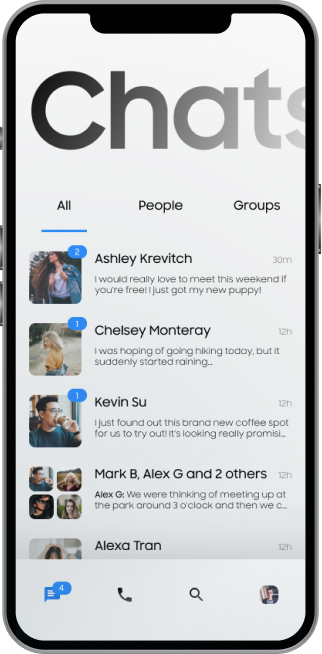 Chats
All People Groups
2
Ashley Krevitch 30m
I would really love to meet this weekend if
you're free! I just got my new puppy!
1
Chelsey Monteray 12h
I was hoping of going hiking today, but it
suddenly started raining...
1
Kevin Su 12h
I just found out this brand new coffee spot
for us to try out! It's looking really promisi...
Mark B, Alex G and 2 others 12h
Alex G: We were thinking of meeting up at
the park around 3 o'clock and then we c...
Alexa Tran 12h
4